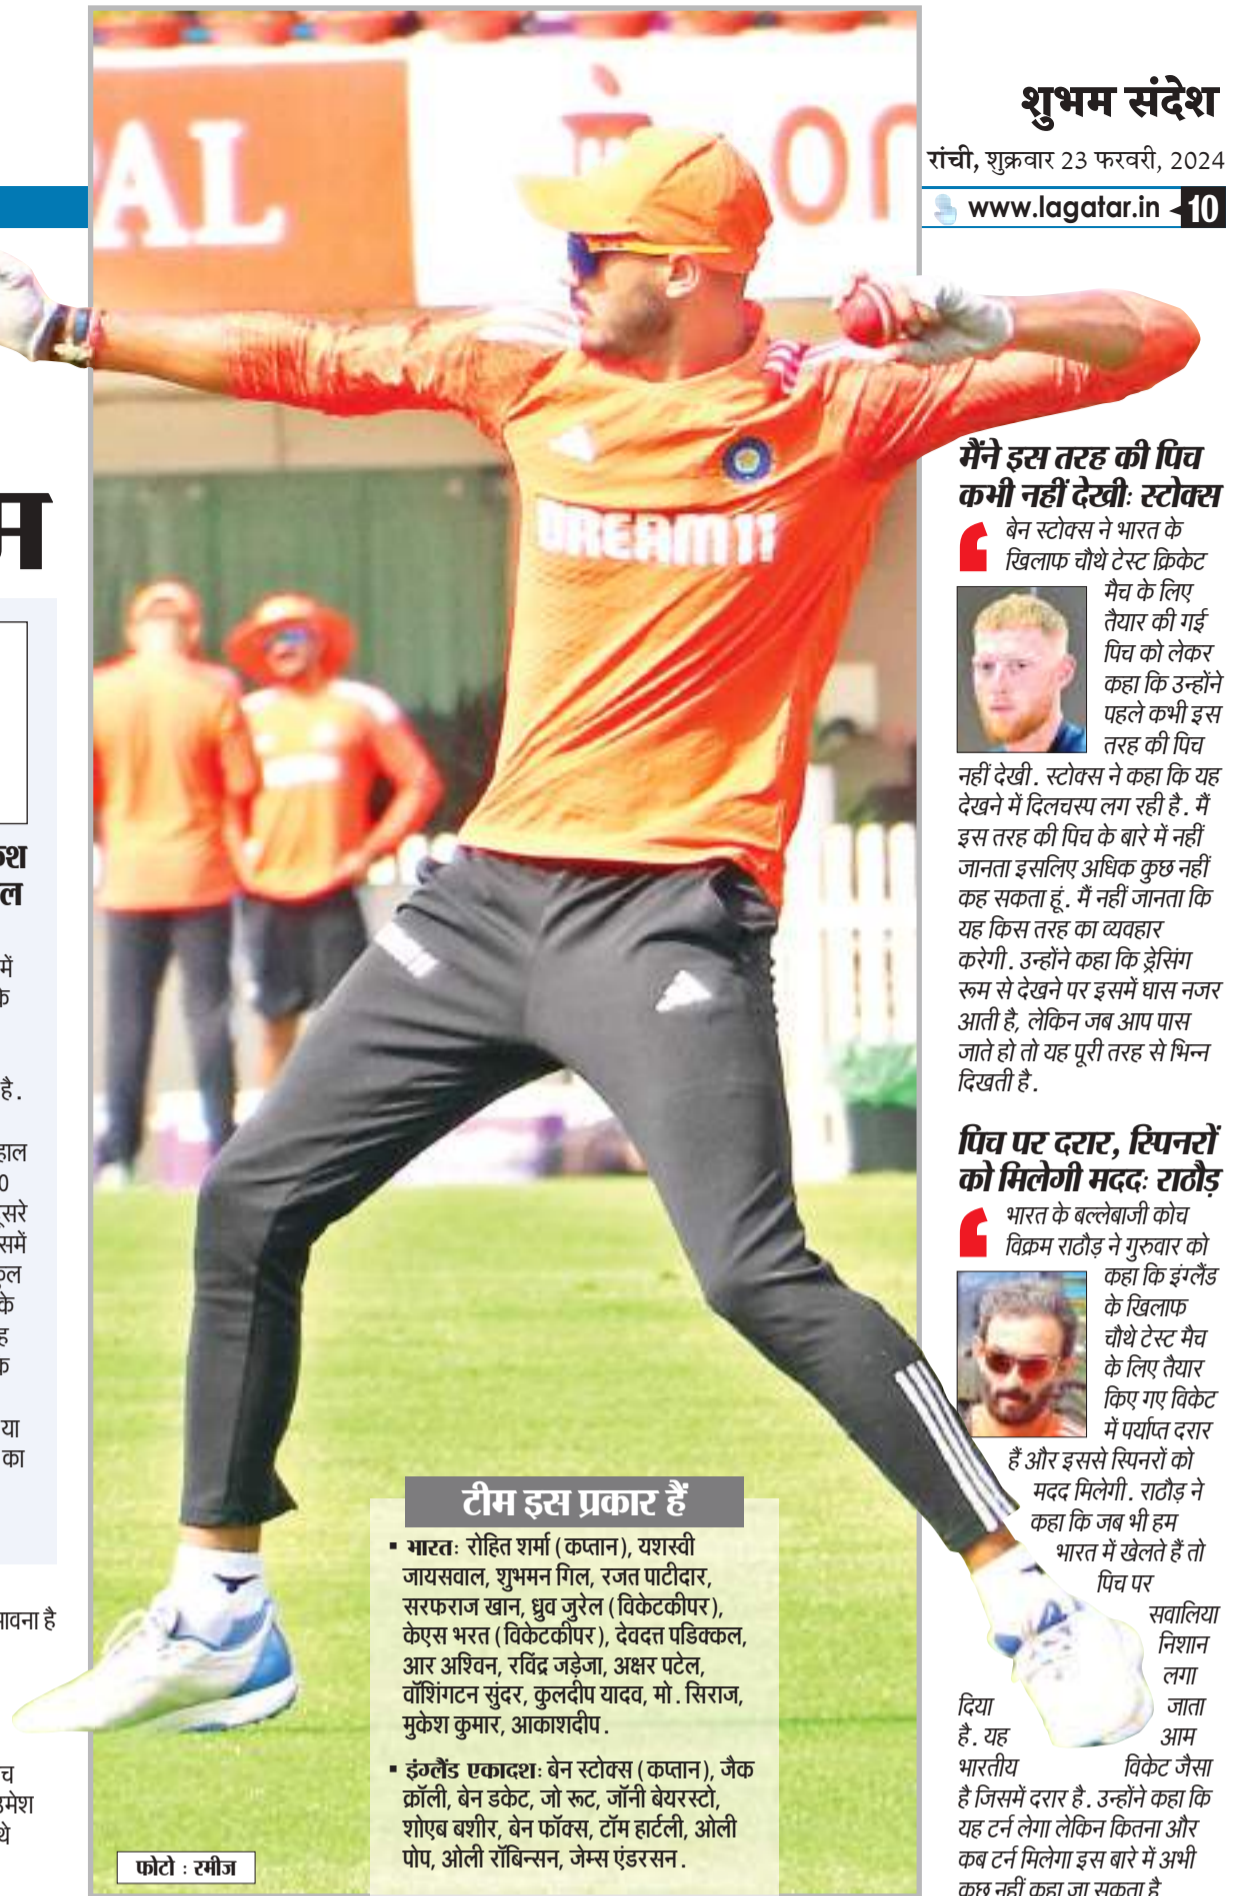 शुभम संदेश
रांची, शुक्रवार 23 फरवरी, 2024
www.lagatar.in 10
AL
on
DREAM11
म
मैंने इस तरह की पिच
कभी नहीं देखीः स्टोक्स
बेन स्टोक्स ने भारत के
खिलाफ चौथे टेस्ट क्रिकेट
मैच के लिए
तैयार की गई
पिच को लेकर
कहा कि उन्होंने
पहले कभी इस
तरह की पिच
नहीं देखी. स्टोक्स ने कहा कि यह
देखने में दिलचस्प लग रही है. मैं
इस तरह की पिच के बारे में नहीं
जानता इसलिए अधिक कुछ नहीं
कह सकता हूं. मैं नहीं जानता कि
यह किस तरह का व्यवहार
करेगी. उन्होंने कहा कि ड्रेसिंग
रूम से देखने पर इसमें घास नजर
आती है, लेकिन जब आप पास
जाते हो तो यह पूरी तरह से भिन्न
दिखती है.
पिच पर दरार, स्पिनरों
को मिलेगी मददः राठौड़
भारत के बल्लेबाजी कोच
विक्रम राठौड़ ने गुरुवार को
कहा कि इंग्लैंड
के खिलाफ
चौथे टेस्ट मैच
के लिए तैयार
किए गए विकेट
में पर्याप्त दरार
हैं और इससे स्पिनरों को
मदद मिलेगी. राठौड़ ने
कहा कि जब भी हम
भारत में खेलते हैं तो
पिच पर
सवालिया
निशान
लगा
दिया जाता
है. यह आम
भारतीय विकेट जैसा
है जिसमें दरार है. उन्होंने कहा कि
यह टर्न लेगा लेकिन कितना और
कब टर्न मिलेगा इस बारे में अभी
कुछ नहीं कहा जा सकता है
टीम इस प्रकार हैं
▪ भारतः रोहित शर्मा (कप्तान), यशस्वी
जायसवाल, शुभमन गिल, रजत पाटीदार,
सरफराज खान, ध्रुव जुरेल (विकेटकीपर),
केएस भरत (विकेटकीपर), देवदत्त पडिक्कल,
आर अश्विन, रविंद्र जड़ेजा, अक्षर पटेल,
वॉशिंगटन सुंदर, कुलदीप यादव, मो. सिराज,
मुकेश कुमार, आकाशदीप.
▪ इंग्लैंड एकादशः बेन स्टोक्स (कप्तान), जैक
क्रॉली, बेन डकेट, जो रूट, जॉनी बेयरस्टो,
शोएब बशीर, बेन फॉक्स, टॉम हार्टली, ओली
पोप, ओली रॉबिन्सन, जेम्स एंडरसन.
फोटो : रमीज
ल
में
के
है.
या
का
च
थे